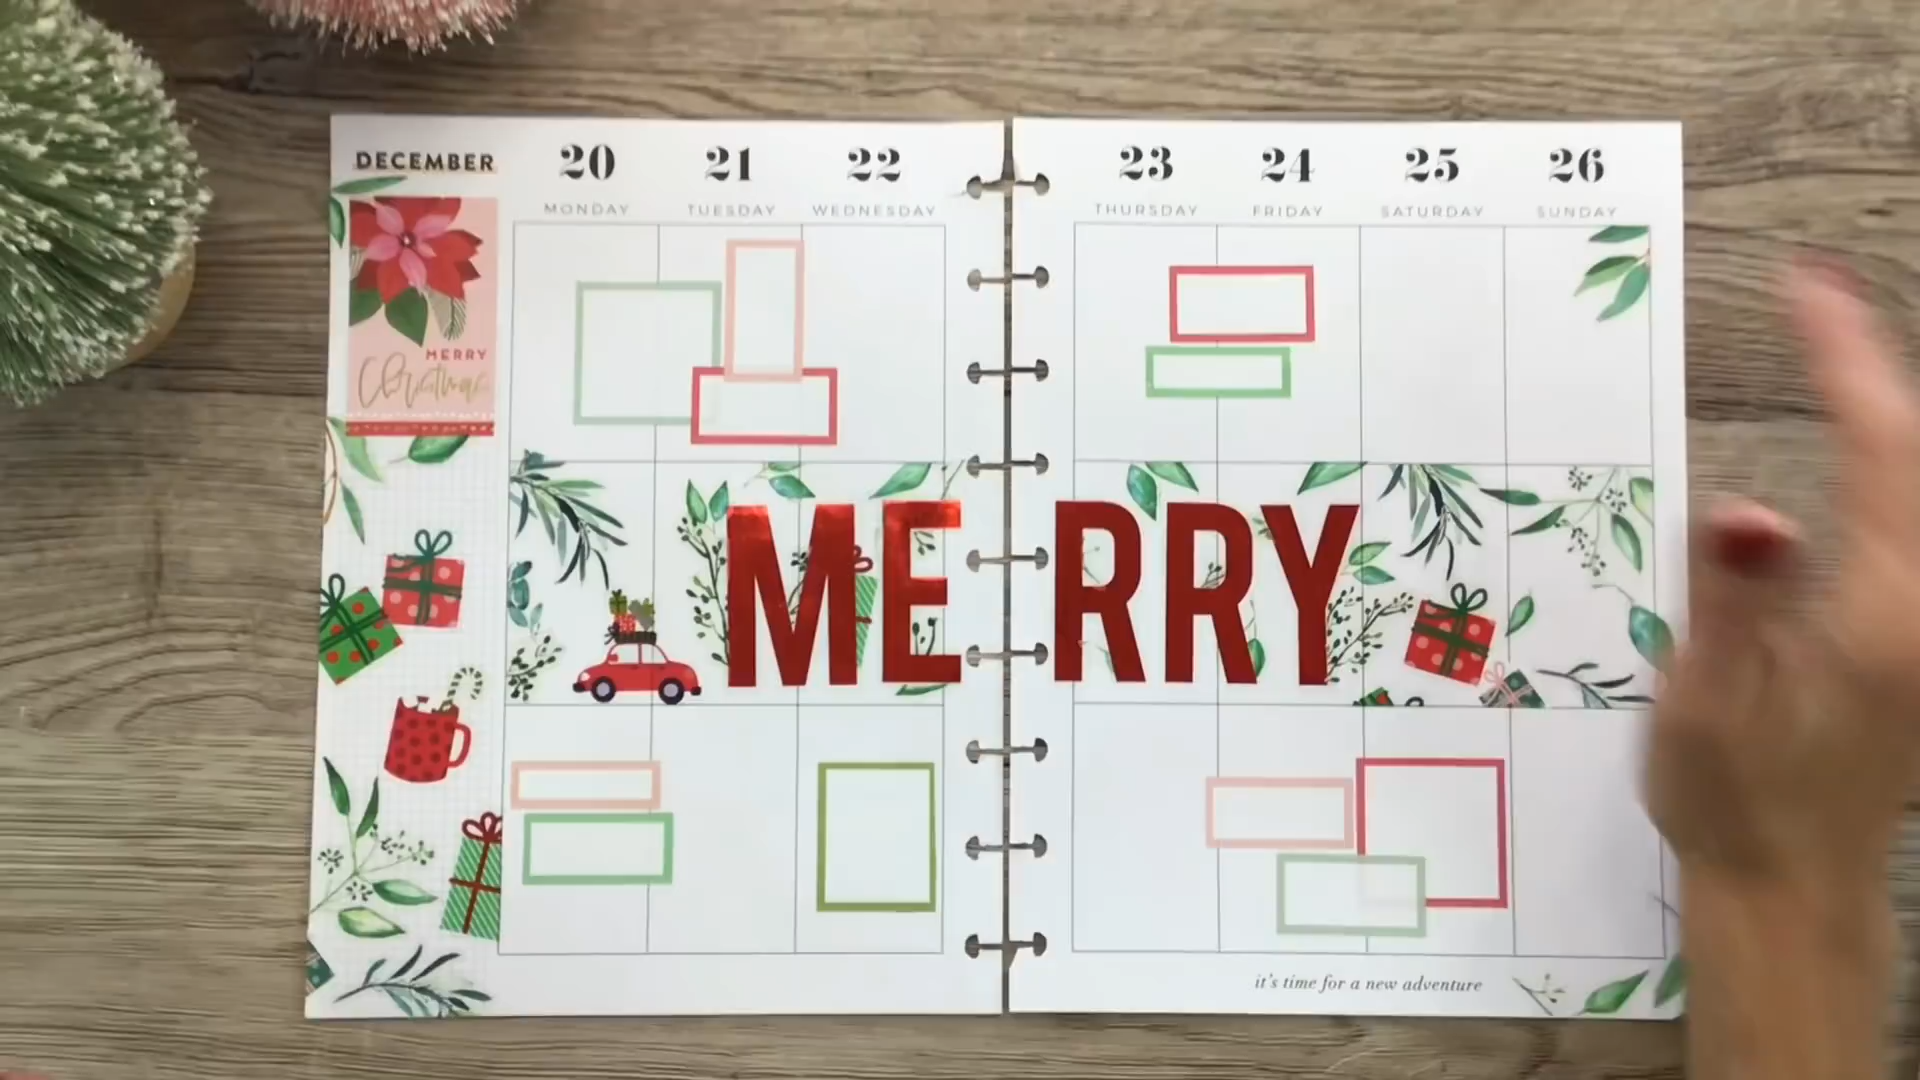 DECEMBER
20 21 22 23 24 25 26
MONDAY TUESDAY WEDNESDAY THURSDAY FRIDAY SATURDAY SUNDAY
MERRY
Christmas
MERRY
it's time for a new adventure